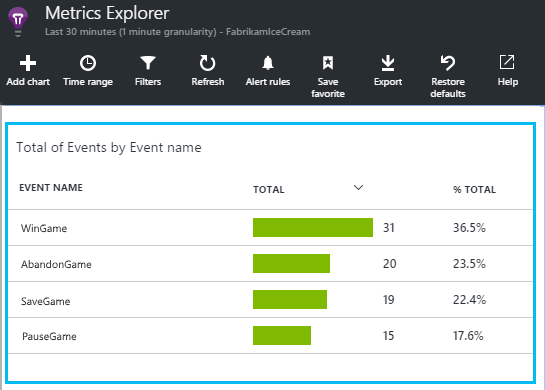 Metrics Explorer
Last 30 minutes (1 minute granularity) - FabrikamIceCream
Add chart Time range Filters Refresh Alert rules Save favorite Export Restore defaults Help
Total of Events by Event name
EVENT NAME TOTAL % TOTAL
WinGame 31 36.5%
AbandonGame 20 23.5%
SaveGame 19 22.4%
PauseGame 15 17.6%